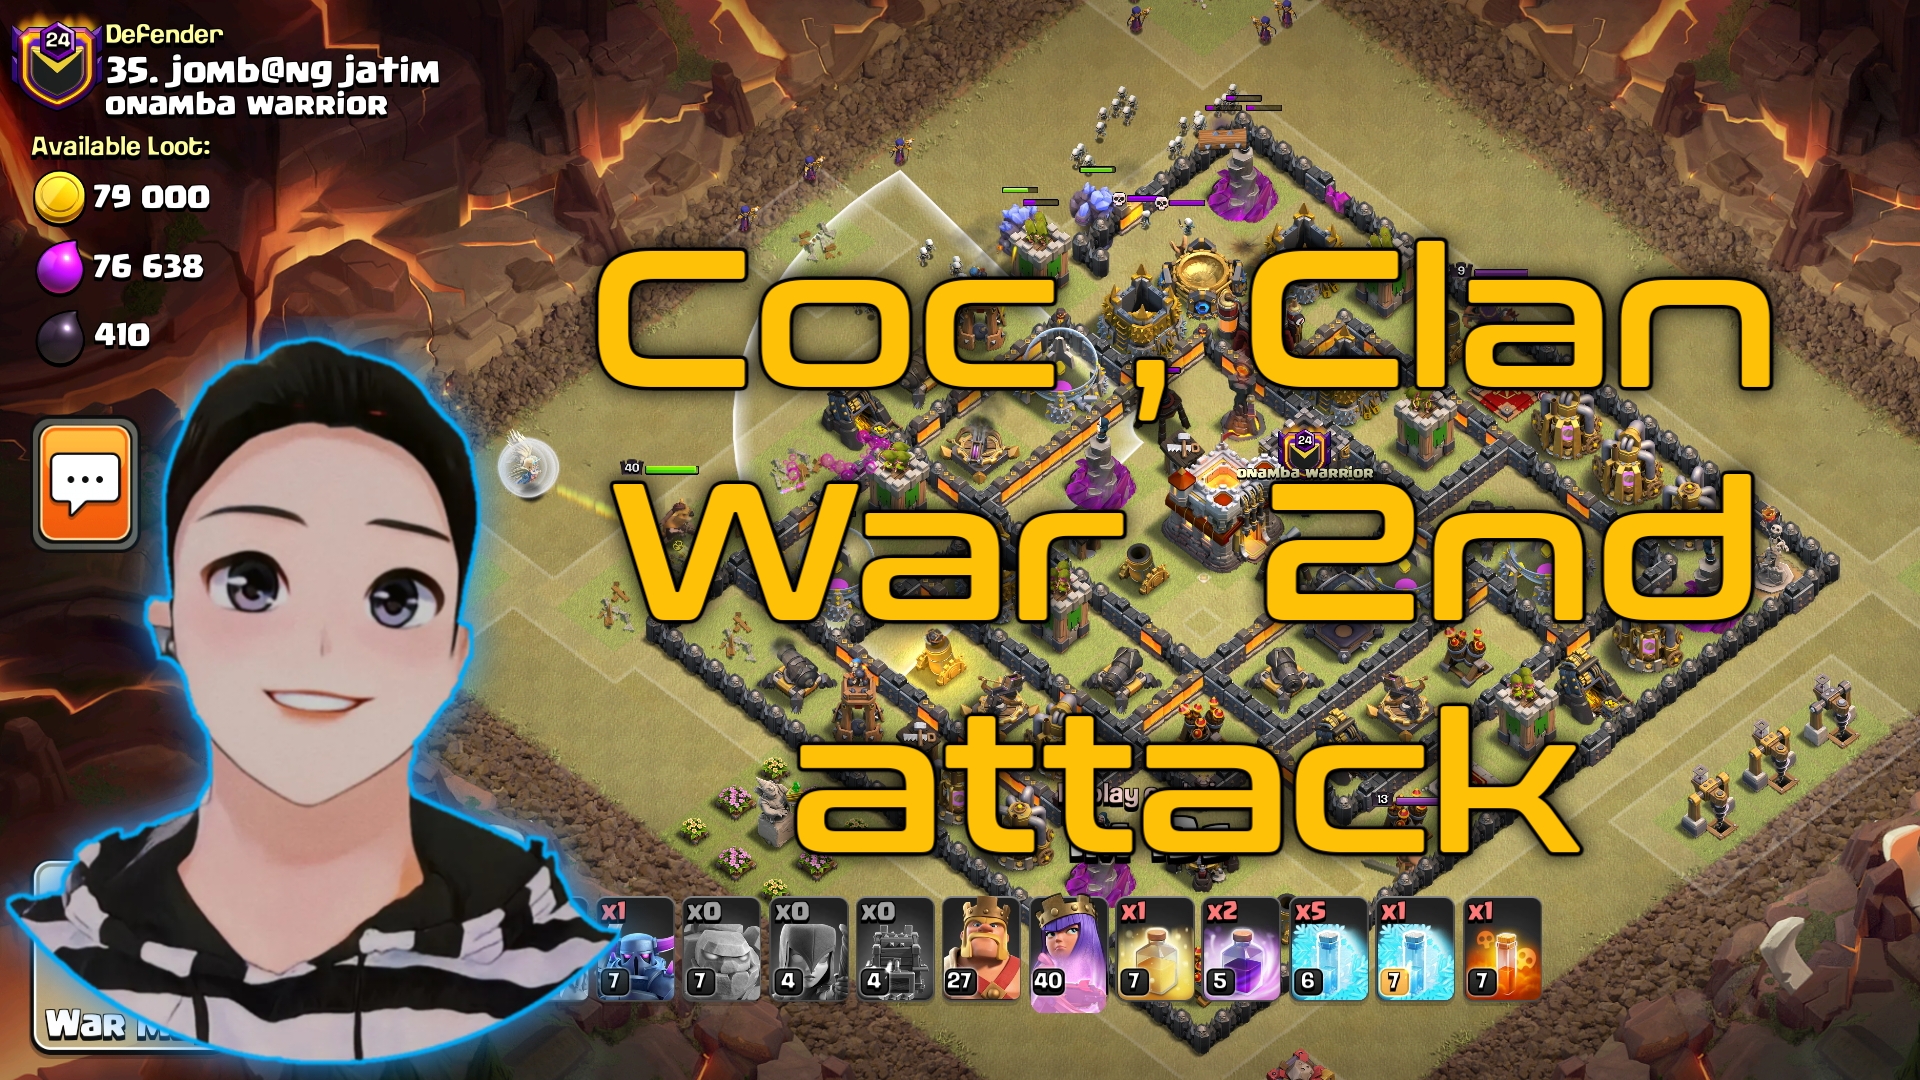 24
Defender
35. jomb@ng jatim
onamba warrior
Available Loot:
79 000
76 638
410
Coc , Clan
War 2nd
attack
9
40
24
onamba warrior
13
play
x1
x0
x0
x0
x1
x2
x5
x1
x1
7
7
4
4
27
40
7
5
6
7
7
War